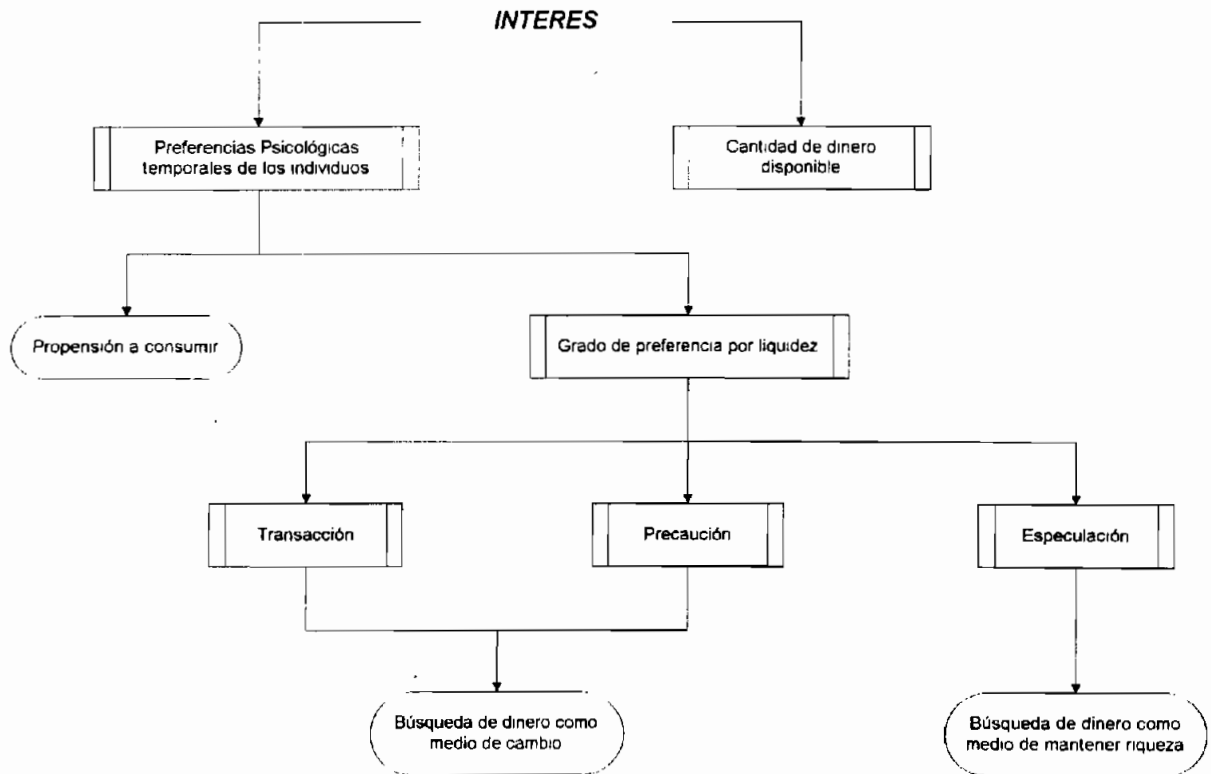 INTERES
Preferencias Psicológicas
temporales de los individuos
Cantidad de dinero
disponible
Propensión a consumir
Grado de preferencia por liquidez
Transacción
Precaución
Especulación
Búsqueda de dinero como
medio de cambio
Búsqueda de dinero como
medio de mantener riqueza